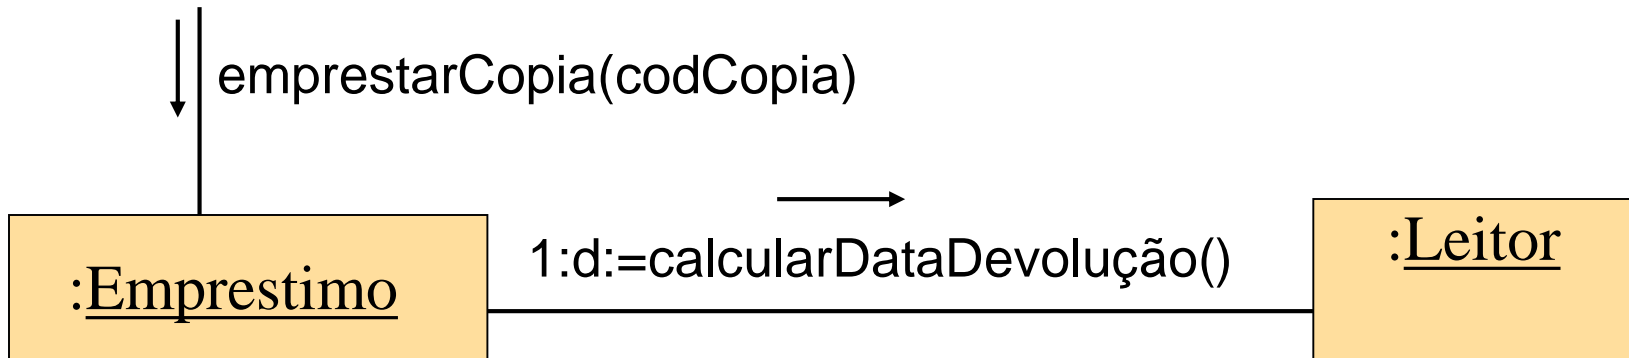 emprestarCopia(codCopia)
:Emprestimo
1:d:=calcularDataDevolução()
:Leitor